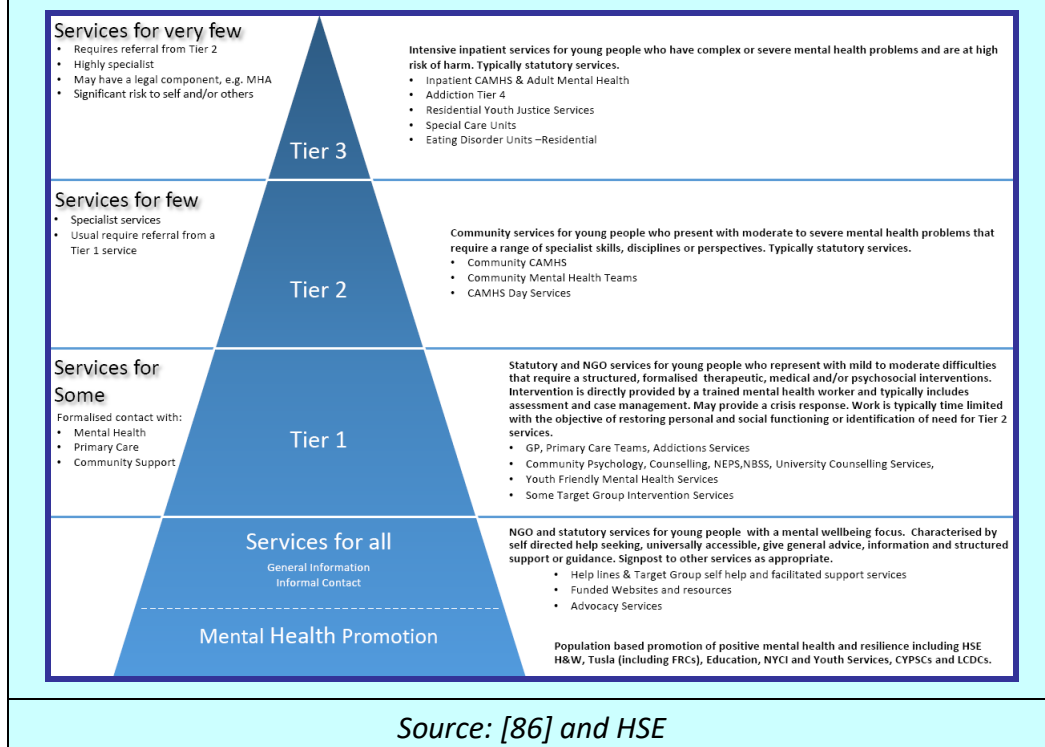 Services for very few
• Requires referral from Tier 2
• Highly specialist
• May have a legal component, e.g. MHA
• Significant risk to self and/or others
Tier 3
Intensive inpatient services for young people who have complex or severe mental health problems and are at high
risk of harm. Typically statutory services.
• Inpatient CAMHS & Adult Mental Health
• Addiction Tier 4
• Residential Youth Justice Services
• Special Care Units
• Eating Disorder Units –Residential
Services for few
• Specialist services
• Usual require referral from a
Tier 1 service
Tier 2
Community services for young people who present with moderate to severe mental health problems that
require a range of specialist skills, disciplines or perspectives. Typically statutory services.
• Community CAMHS
• Community Mental Health Teams
• CAMHS Day Services
Services for
Some
Formalised contact with:
• Mental Health
• Primary Care
• Community Support
Tier 1
Statutory and NGO services for young people who represent with mild to moderate difficulties
that require a structured, formalised therapeutic, medical and/or psychosocial interventions.
Intervention is directly provided by a trained mental health worker and typically includes
assessment and case management. May provide a crisis response. Work is typically time limited
with the objective of restoring personal and social functioning or identification of need for Tier 2
services.
• GP, Primary Care Teams, Addictions Services
• Community Psychology, Counselling, NEPS,NBSS, University Counselling Services,
• Youth Friendly Mental Health Services
• Some Target Group Intervention Services
Services for all
General Information
Informal Contact
NGO and statutory services for young people with a mental wellbeing focus. Characterised by
self directed help seeking, universally accessible, give general advice, information and structured
support or guidance. Signpost to other services as appropriate.
• Help lines & Target Group self help and facilitated support services
• Funded Websites and resources
• Advocacy Services
Mental Health Promotion
Population based promotion of positive mental health and resilience including HSE
H&W, Tusla (including FRCs), Education, NYCI and Youth Services, CYPSCs and LCDCs.
Source: [86] and HSE